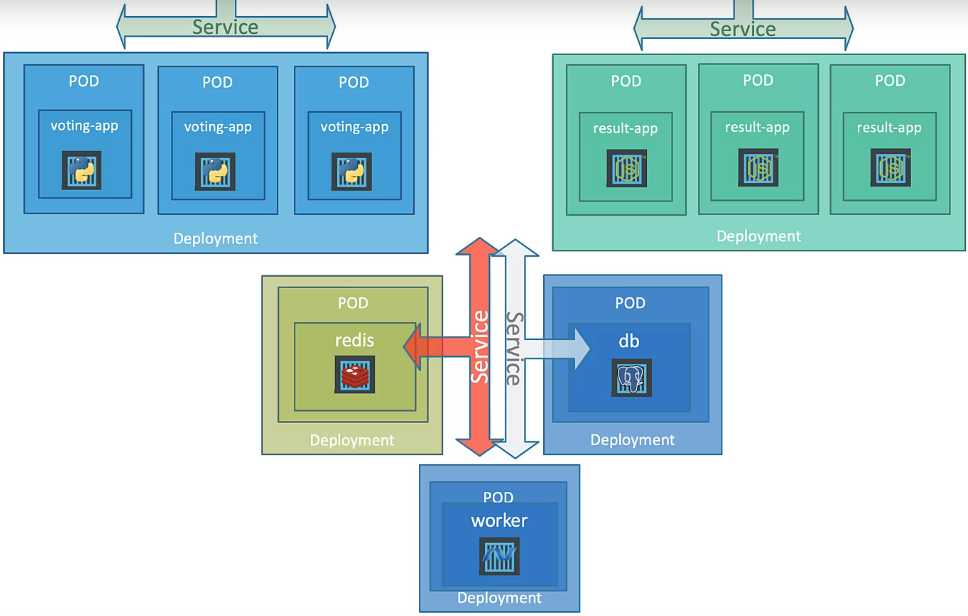 Service
Service
POD
POD
POD
voting-app
voting-app
voting-app
Deployment
POD
POD
POD
result-app
result-app
result-app
Deployment
POD
redis
Deployment
Service
Service
POD
db
Deployment
POD
worker
Deployment